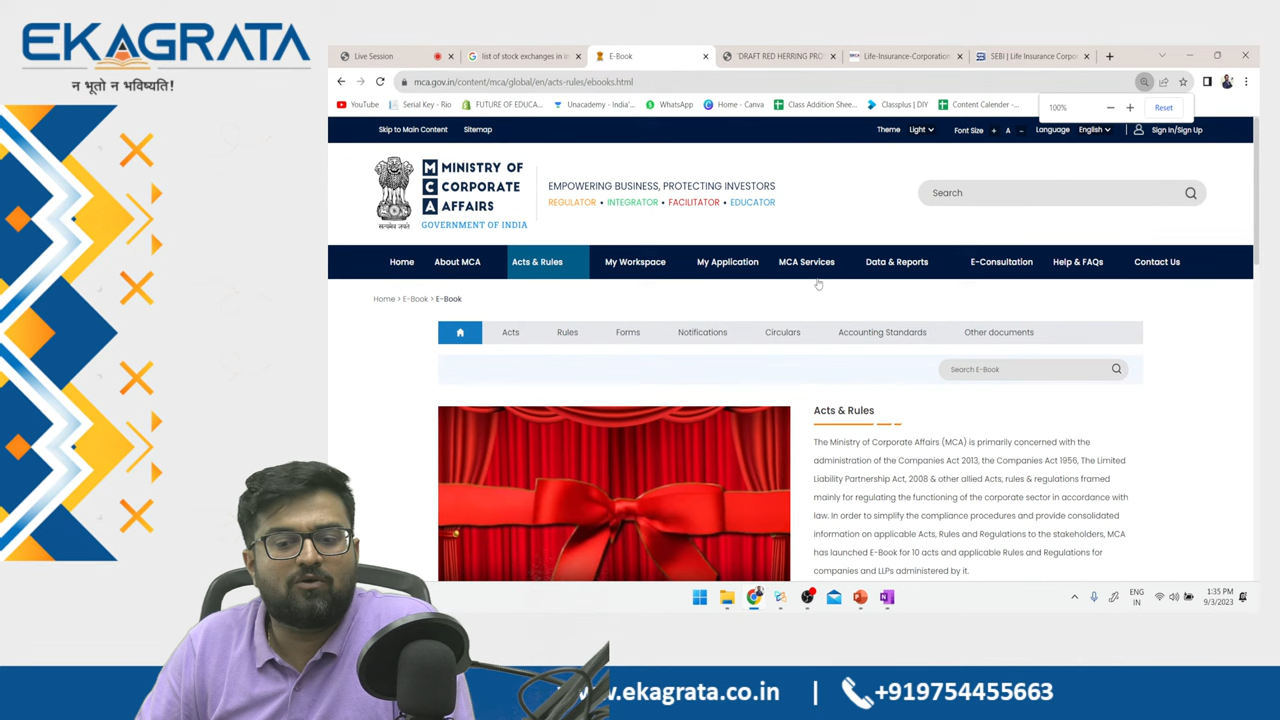 EKAGRATA
न भूतो न भविष्यति!
Live Session
list of stock exchanges in in
E-Book
'DRAFT RED HERRING PRO
Life-Insurance-Corporation
SEBI | Life Insurance Corporati
mca.gov.in/content/mca/global/en/acts-rules/ebooks.html
YouTube
Serial Key - Rio
FUTURE OF EDUCA...
Unacademy - India'...
WhatsApp
Home - Canva
Class Addition Shee...
Classplus | DIY
Content Calender -...
100%
Reset
Skip to Main Content
Sitemap
Theme
Light
Font Size + A -
Language
English
Sign In/Sign Up
सत्यमेव जयते
M MINISTRY OF
C CORPORATE
A AFFAIRS
GOVERNMENT OF INDIA
EMPOWERING BUSINESS, PROTECTING INVESTORS
REGULATOR • INTEGRATOR • FACILITATOR • EDUCATOR
Search
Home
About MCA
Acts & Rules
My Workspace
My Application
MCA Services
Data & Reports
E-Consultation
Help & FAQs
Contact Us
Home > E-Book > E-Book
Acts
Rules
Forms
Notifications
Circulars
Accounting Standards
Other documents
Search E-Book
Acts & Rules
The Ministry of Corporate Affairs (MCA) is primarily concerned with the
administration of the Companies Act 2013, the Companies Act 1956, The Limited
Liability Partnership Act, 2008 & other allied Acts, rules & regulations framed
mainly for regulating the functioning of the corporate sector in accordance with
law. In order to simplify the compliance procedures and provide consolidated
information on applicable Acts, Rules and Regulations to the stakeholders, MCA
has launched E-Book for 10 acts and applicable Rules and Regulations for
companies and LLPs administered by it.
ENG
IN
1:35 PM
9/3/2023
www.ekagrata.co.in | +919754455663